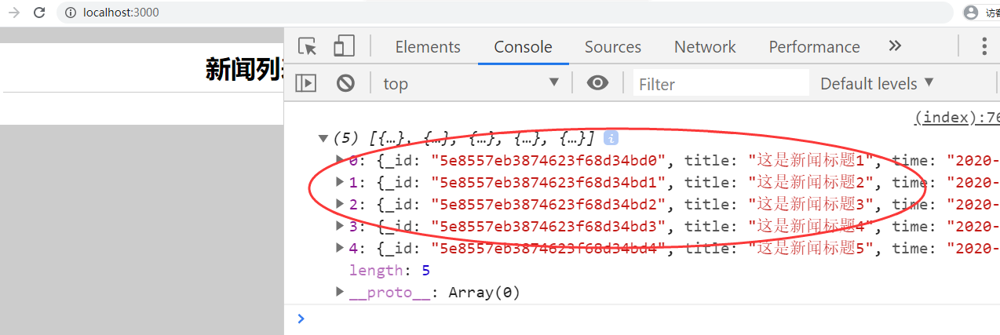 localhost:3000
访客
新闻列
Elements Console Sources Network Performance
top Filter Default levels
(index):76
(5) [{…}, {…}, {…}, {…}, {…}] i
0: {_id: "5e8557eb3874623f68d34bd0", title: "这是新闻标题1", time: "2020-
1: {_id: "5e8557eb3874623f68d34bd1", title: "这是新闻标题2", time: "2020-
2: {_id: "5e8557eb3874623f68d34bd2", title: "这是新闻标题3", time: "2020-
3: {_id: "5e8557eb3874623f68d34bd3", title: "这是新闻标题4", time: "2020-
4: {_id: "5e8557eb3874623f68d34bd4", title: "这是新闻标题5", time: "2020-
length: 5
__proto__: Array(0)